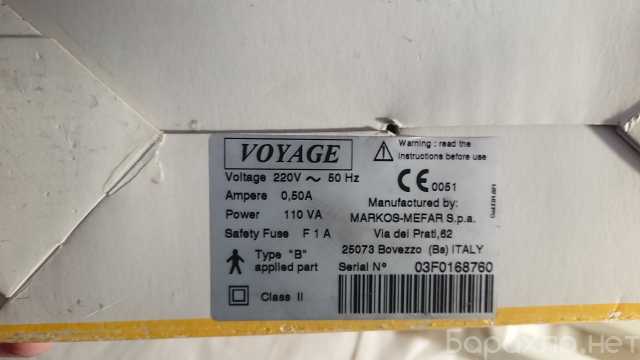 VOYAGE
Voltage 220V ~ 50 Hz
Ampere 0,50A
Power 110 VA
Safety Fuse F 1 A
Type "B"
applied part
Class II
Warning : read the
instructions before use
CE 0051
Manufactured by:
MARKOS-MEFAR S.p.a.
Via dei Prati,62
25073 Bovezzo (Bs) ITALY
Serial N° 03F0168760
Барахла.нет